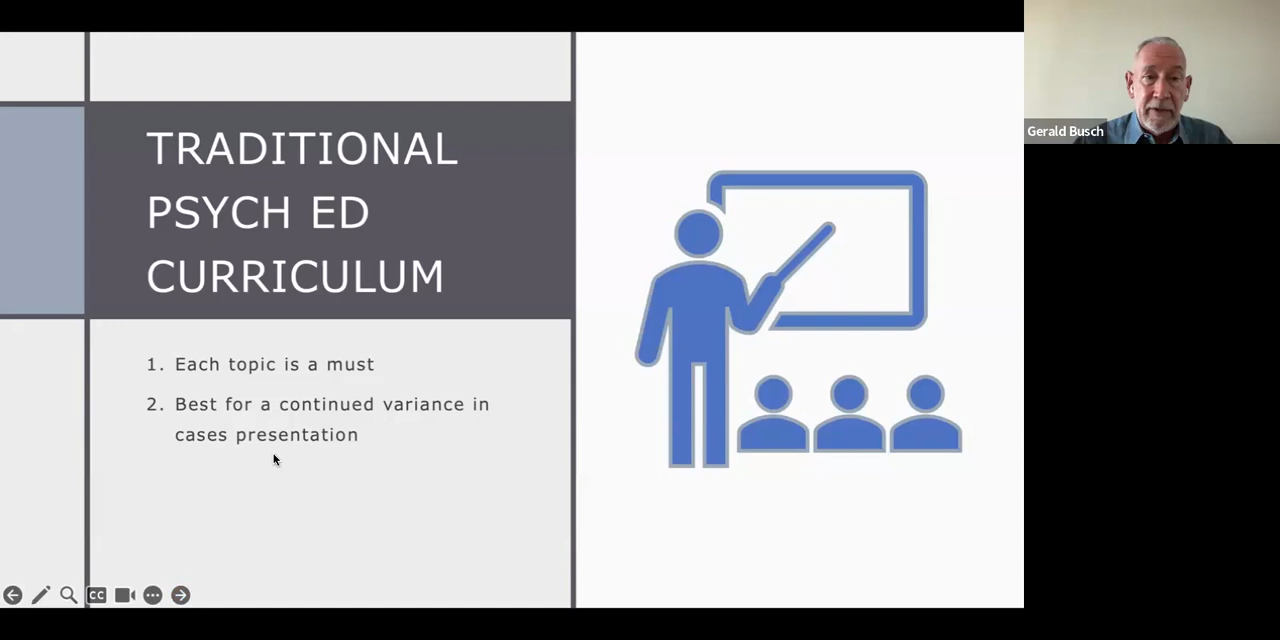 TRADITIONAL
PSYCH ED
CURRICULUM
1. Each topic is a must
2. Best for a continued variance in
cases presentation
CC
Gerald Busch